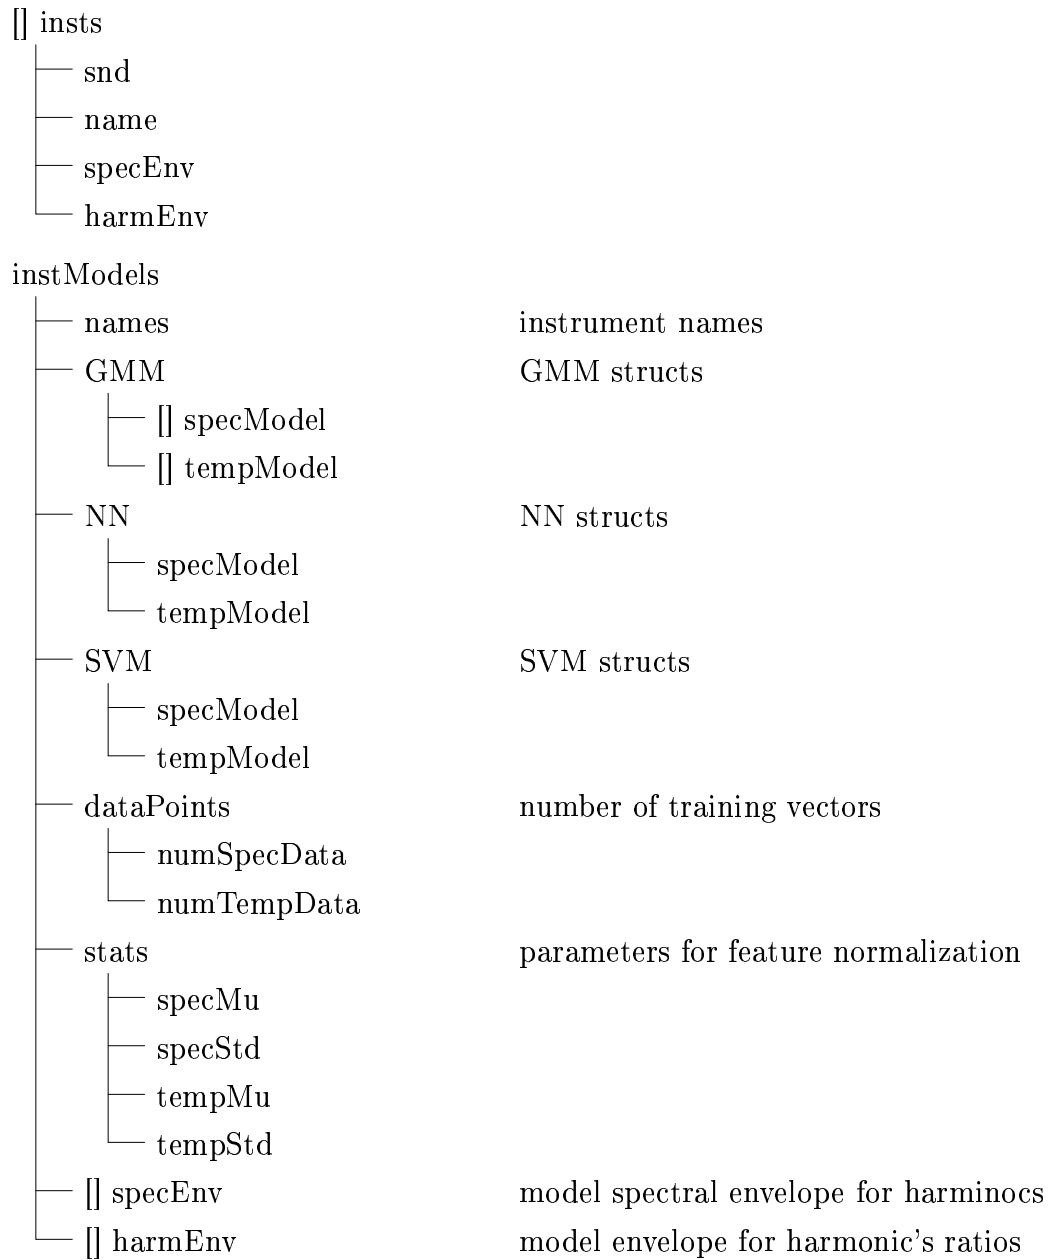 [] insts
snd
name
specEnv
harmEnv
instModels
names instrument names
GMM GMM structs
[] specModel
[] tempModel
NN NN structs
specModel
tempModel
SVM SVM structs
specModel
tempModel
dataPoints number of training vectors
numSpecData
numTempData
stats parameters for feature normalization
specMu
specStd
tempMu
tempStd
[] specEnv model spectral envelope for harminocs
[] harmEnv model envelope for harmonic's ratios